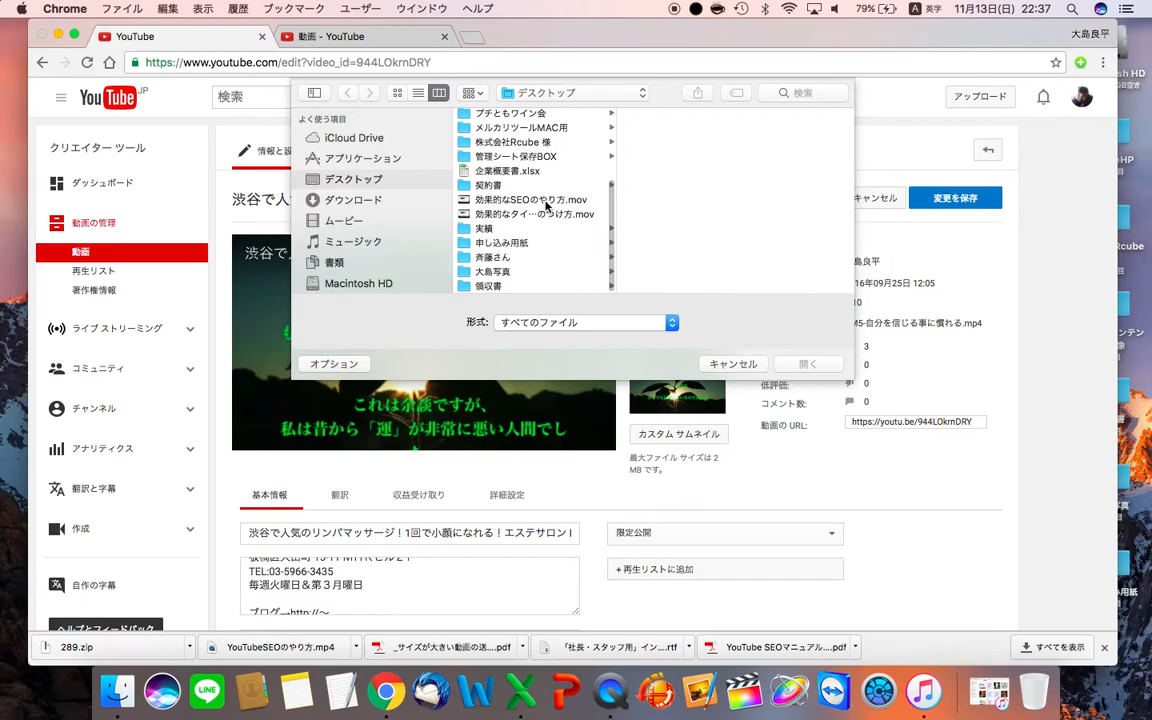 Chrome ファイル 編集 表示 履歴 ブックマーク ユーザー ウインドウ ヘルプ 79% A 英字 11月13日(日) 22:37
YouTube 動画 - YouTube 大島良平
https://www.youtube.com/edit?video_id=944LOkrnDRY
YouTube JP 検索 アップロード
デスクトップ 検索
クリエイター ツール
ダッシュボード
動画の管理
動画
再生リスト
著作権情報
ライブ ストリーミング
コミュニティ
チャンネル
アナリティクス
翻訳と字幕
作成
自作の字幕
ヘルプとフィードバック
よく使う項目
iCloud Drive
アプリケーション
デスクトップ
ダウンロード
ムービー
ミュージック
書類
Macintosh HD
プチともワイン会
メルカリツールMAC用
株式会社Rcube 様
管理シート保存BOX
企業概要書.xlsx
契約書
効果的なSEOのやり方.mov
効果的なタイ…のつけ方.mov
実績
申し込み用紙
斉藤さん
大島写真
領収書
形式: すべてのファイル
オプション キャンセル 開く
情報と設
渋谷で人
キャンセル 変更を保存
島良平
16年09月25日 12:05
10
M5-自分を信じる事に慣れる.mp4
3
0
低評価: 0
コメント数: 0
動画の URL: https://youtu.be/944LOkrnDRY
渋谷で人
これは余談ですが、
私は昔から「運」が非常に悪い人間でし
カスタム サムネイル
最大ファイル サイズは 2
MB です。
基本情報 翻訳 収益受け取り 詳細設定
渋谷で人気のリンパマッサージ！1回で小顔になれる！エステサロン
限定公開
TEL:03-5966-3435
毎週火曜日&第3月曜日
ブログ→http://〜
+ 再生リストに追加
289.zip YouTubeSEOのやり方.mp4 _サイズが大きい動画の送....pdf 「社長・スタッフ用」イン....rtf YouTube SEOマニュアル....pdf すべてを表示
LINE